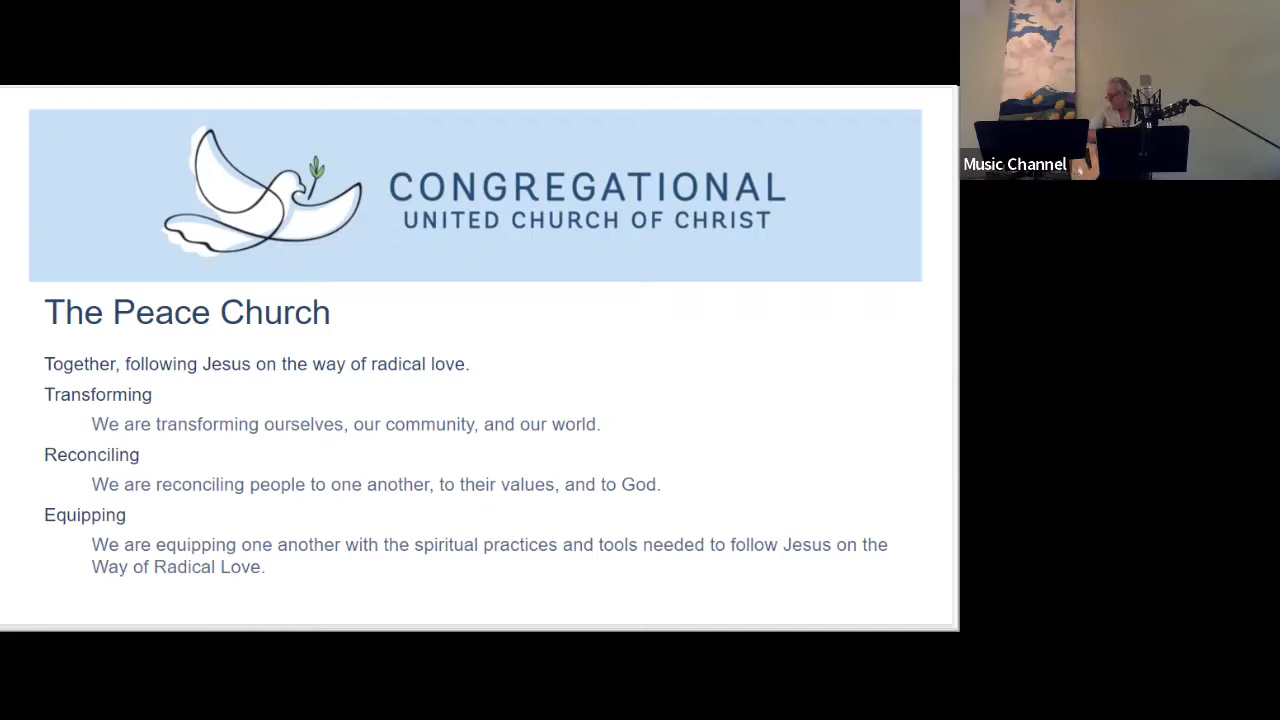 CONGREGATIONAL
UNITED CHURCH OF CHRIST
Music Channel
The Peace Church
Together, following Jesus on the way of radical love.
Transforming
We are transforming ourselves, our community, and our world.
Reconciling
We are reconciling people to one another, to their values, and to God.
Equipping
We are equipping one another with the spiritual practices and tools needed to follow Jesus on the
Way of Radical Love.